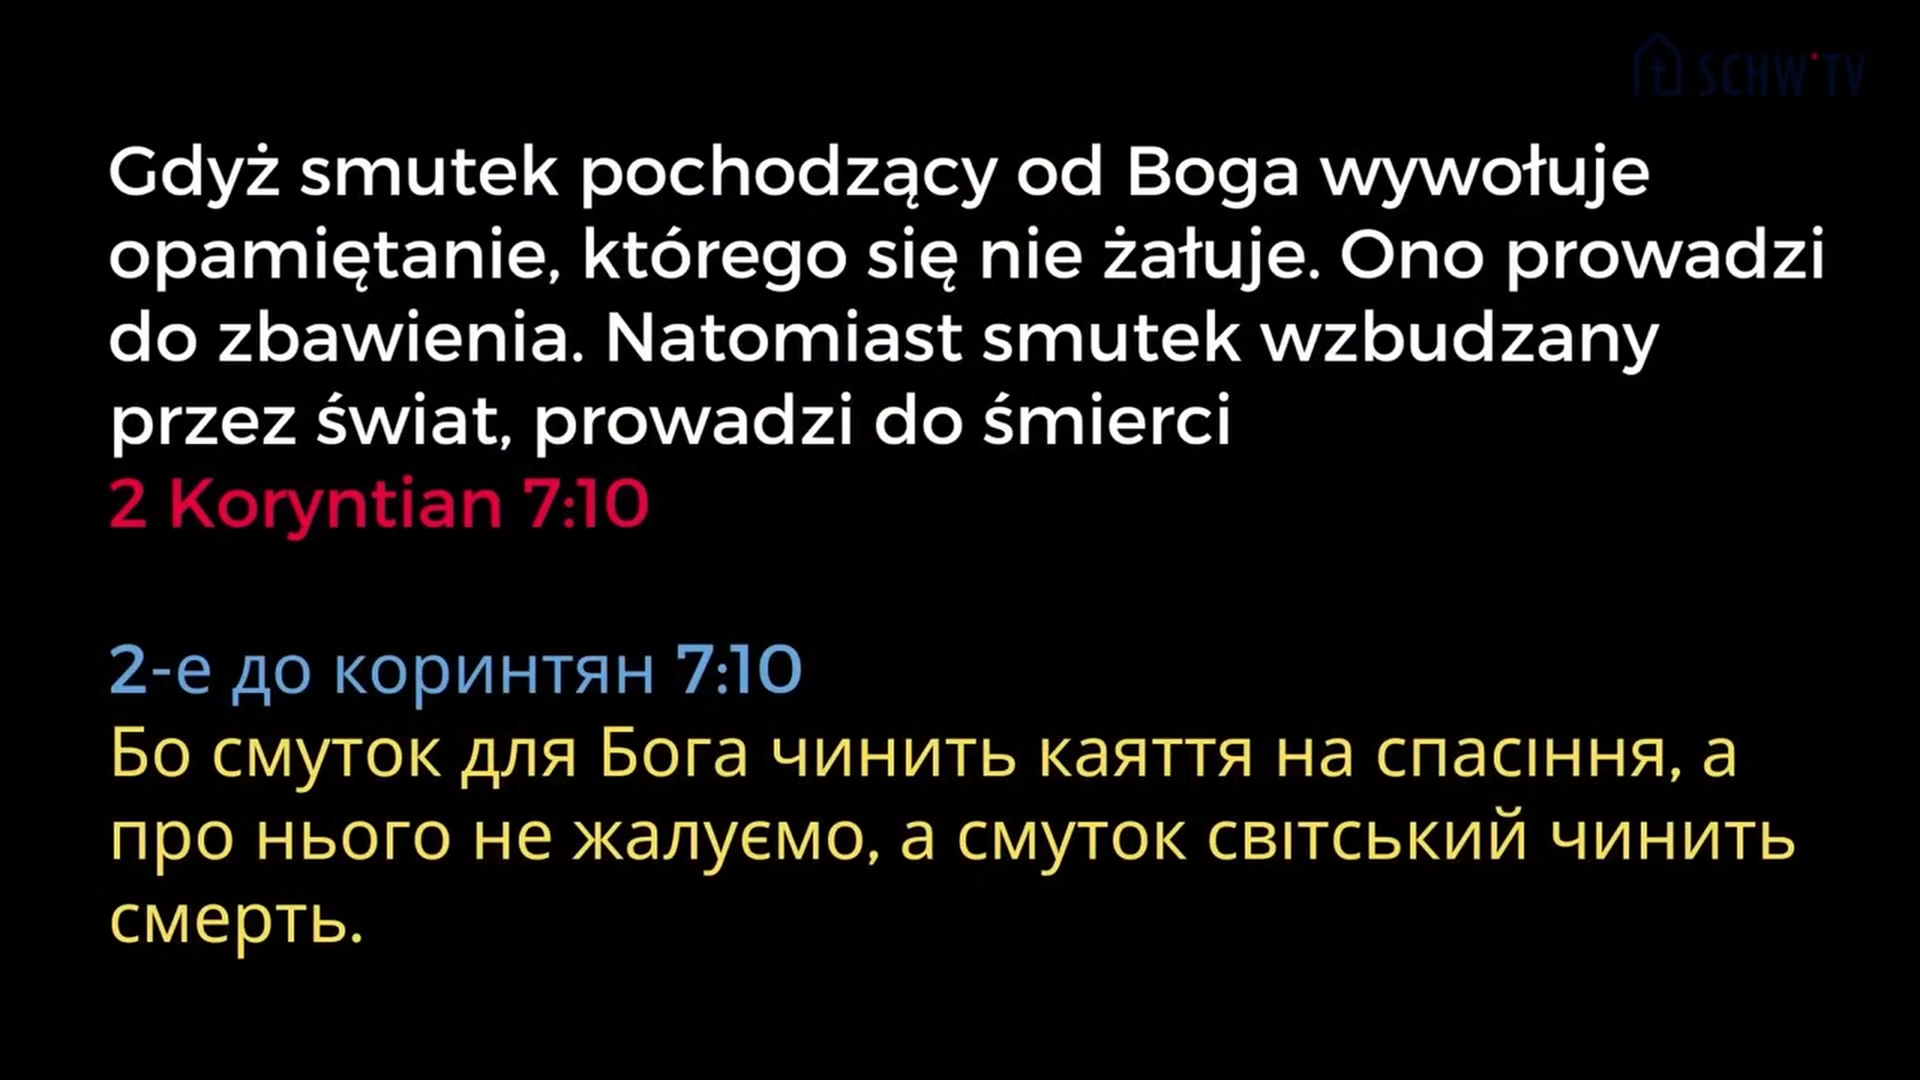 SCHW TV
Gdyż smutek pochodzący od Boga wywołuje
opamiętanie, którego się nie żałuje. Ono prowadzi
do zbawienia. Natomiast smutek wzbudzany
przez świat, prowadzi do śmierci
2 Koryntian 7:10
2-е до коринтян 7:10
Бо смуток для Бога чинить каяття на спасіння, а
про нього не жалуємо, а смуток світський чинить
смерть.